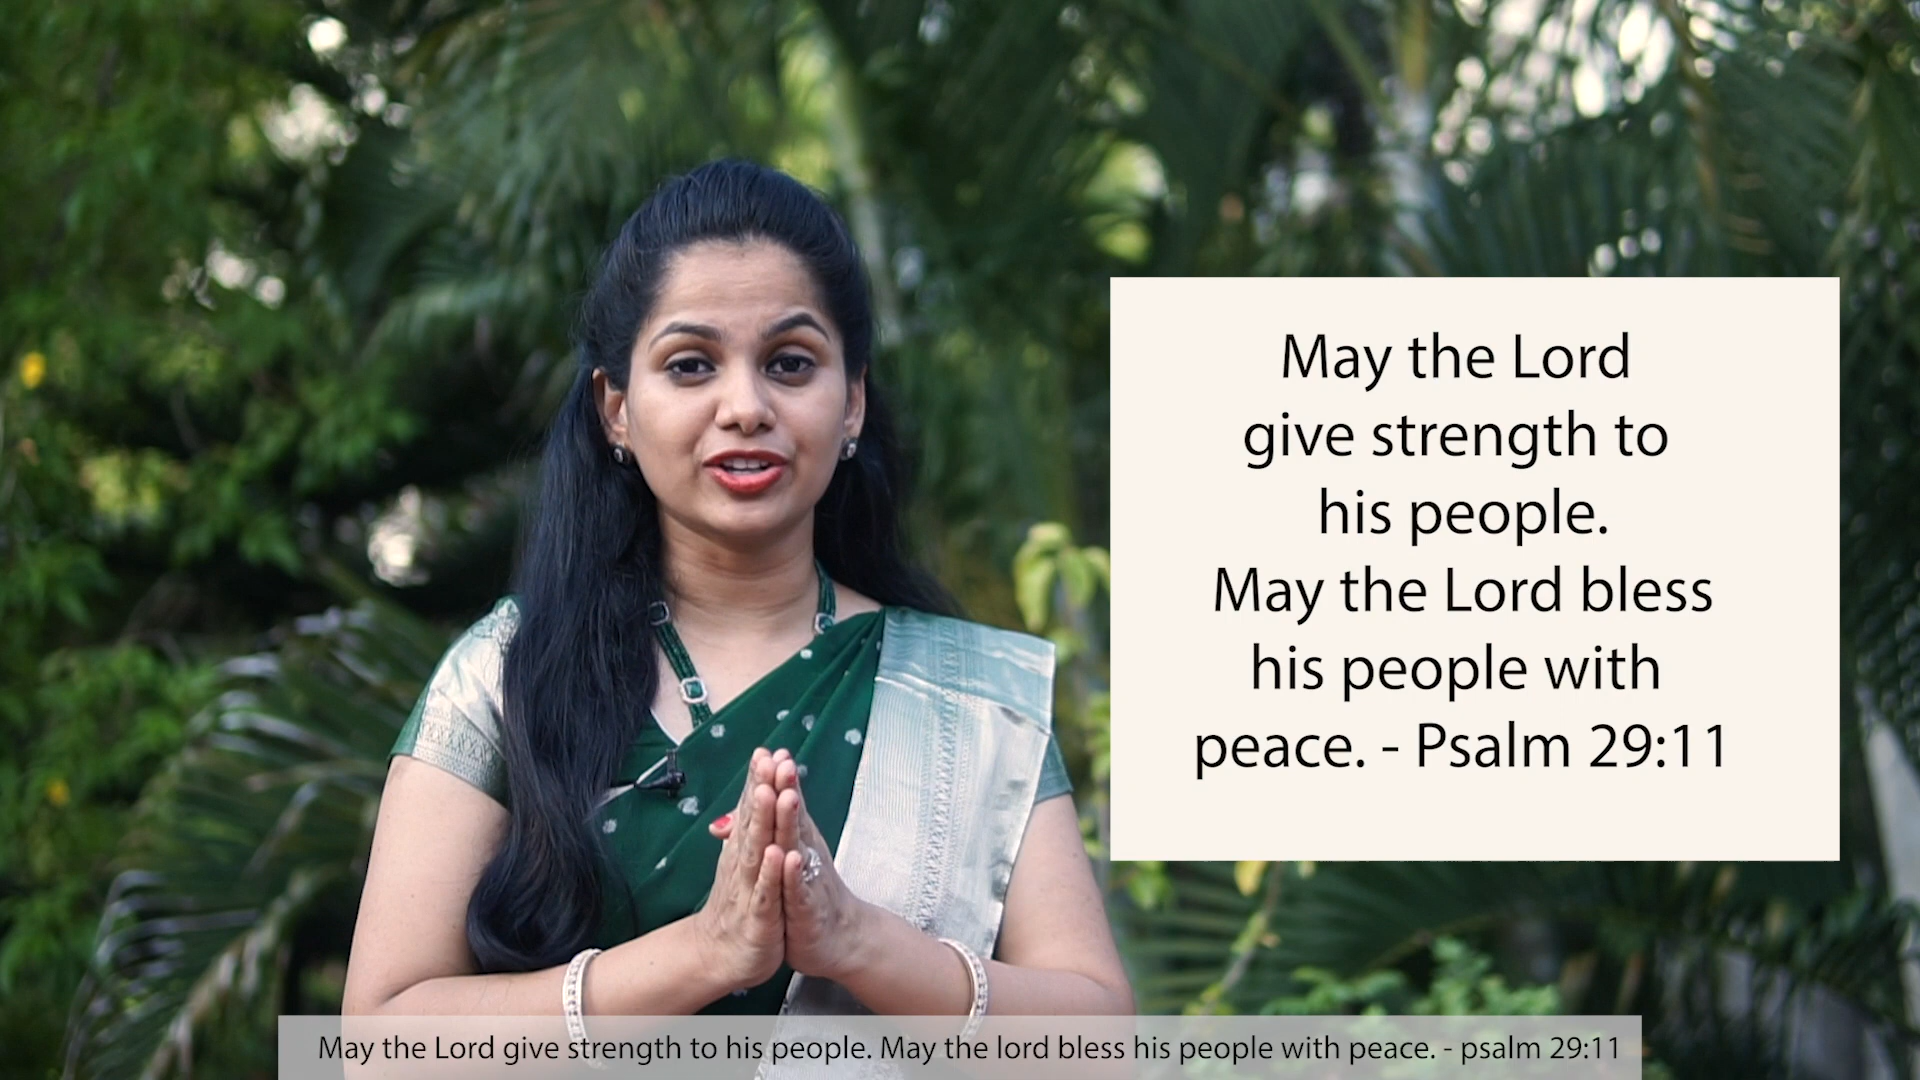 May the Lord
give strength to
his people.
May the Lord bless
his people with
peace. - Psalm 29:11
May the Lord give strength to his people. May the lord bless his people with peace. - psalm 29:11